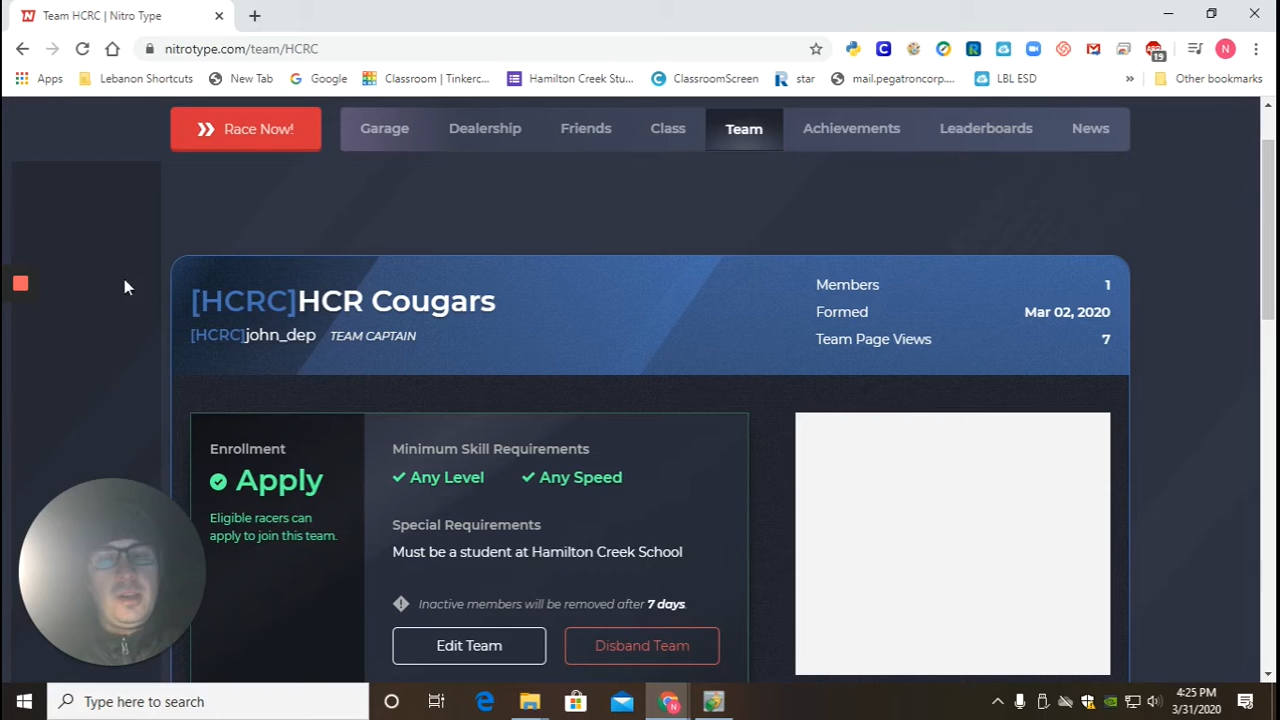 Team HCRC | Nitro Type
nitrotype.com/team/HCRC
19
N
Apps
Lebanon Shortcuts
New Tab
Google
Classroom | Tinkerc...
Hamilton Creek Stu...
ClassroomScreen
star
mail.pegatroncorp....
LBL ESD
»
Other bookmarks
Race Now!
Garage
Dealership
Friends
Class
Team
Achievements
Leaderboards
News
[HCRC]HCR Cougars
[HCRC]john_dep TEAM CAPTAIN
Members 1
Formed Mar 02, 2020
Team Page Views 7
Enrollment
Apply
Eligible racers can
apply to join this team.
Minimum Skill Requirements
Any Level Any Speed
Special Requirements
Must be a student at Hamilton Creek School
Inactive members will be removed after 7 days.
Edit Team
Disband Team
Type here to search
4:25 PM
3/31/2020